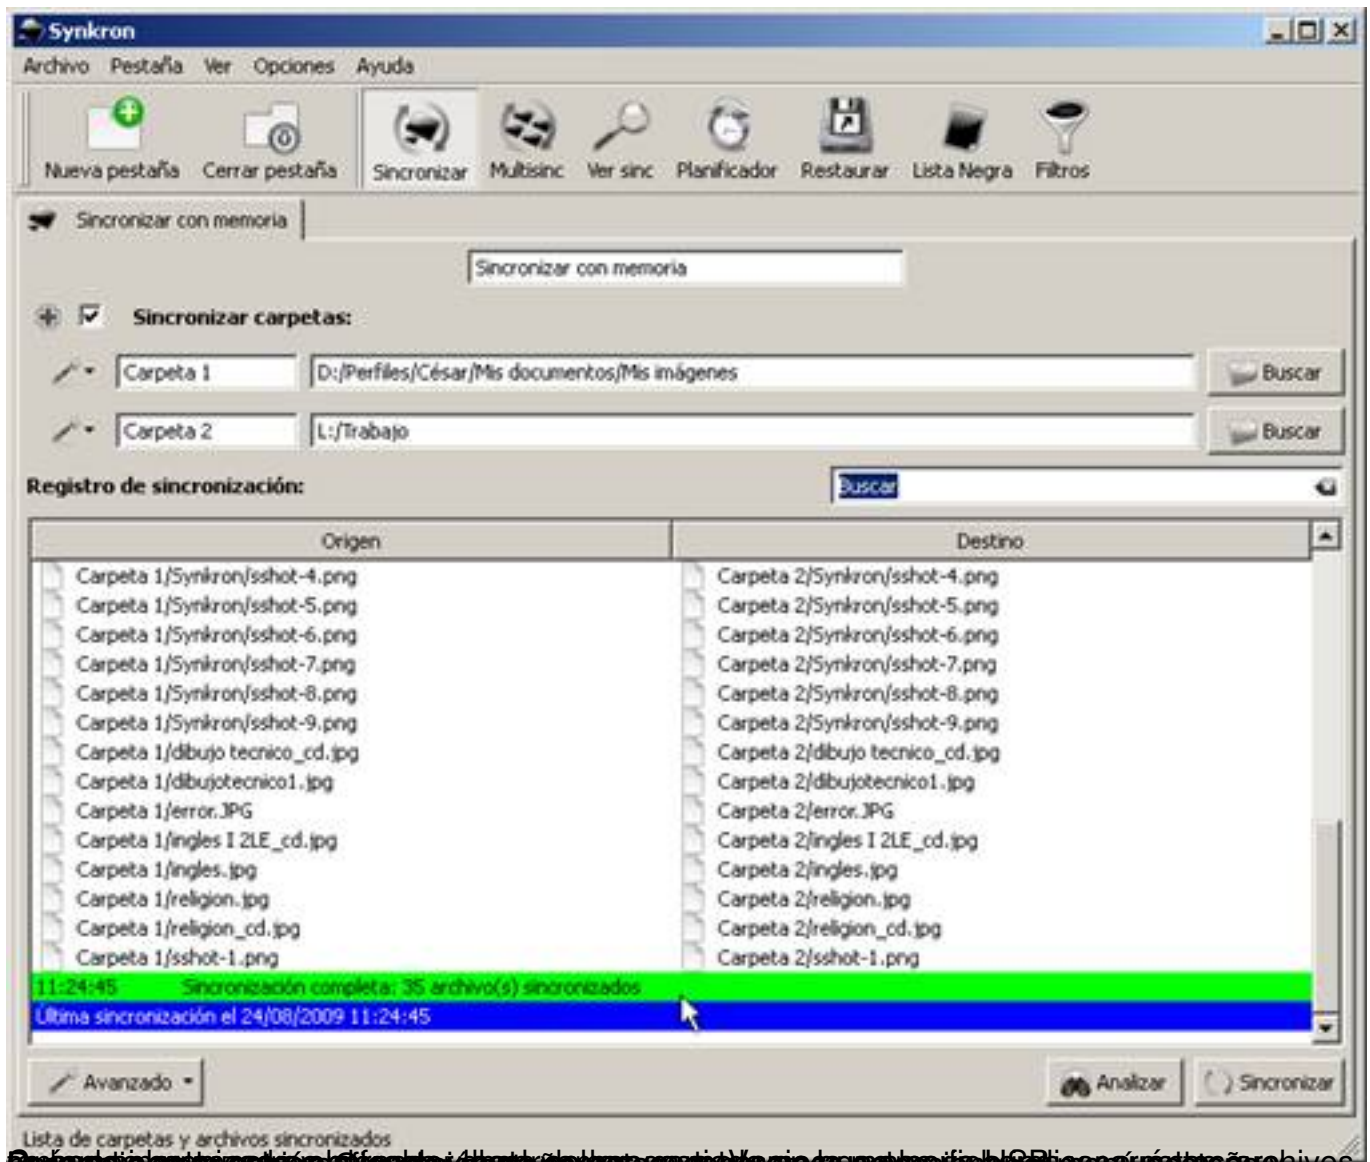 Synkron
Archivo Pestaña Ver Opciones Ayuda
Nueva pestaña Cerrar pestaña Sincronizar Multisinc Ver sinc Planificador Restaurar Lista Negra Filtros
Sincronizar con memoria
Sincronizar con memoria
Sincronizar carpetas:
Carpeta 1 D:/Perfiles/César/Mis documentos/Mis imágenes Buscar
Carpeta 2 L:/Trabajo Buscar
Registro de sincronización: Buscar
Origen Destino
Carpeta 1/Synkron/sshot-4.png Carpeta 2/Synkron/sshot-4.png
Carpeta 1/Synkron/sshot-5.png Carpeta 2/Synkron/sshot-5.png
Carpeta 1/Synkron/sshot-6.png Carpeta 2/Synkron/sshot-6.png
Carpeta 1/Synkron/sshot-7.png Carpeta 2/Synkron/sshot-7.png
Carpeta 1/Synkron/sshot-8.png Carpeta 2/Synkron/sshot-8.png
Carpeta 1/Synkron/sshot-9.png Carpeta 2/Synkron/sshot-9.png
Carpeta 1/dibujo tecnico_cd.jpg Carpeta 2/dibujo tecnico_cd.jpg
Carpeta 1/dibujotecnico1.jpg Carpeta 2/dibujotecnico1.jpg
Carpeta 1/error.JPG Carpeta 2/error.JPG
Carpeta 1/ingles I 2LE_cd.jpg Carpeta 2/ingles I 2LE_cd.jpg
Carpeta 1/ingles.jpg Carpeta 2/ingles.jpg
Carpeta 1/religion.jpg Carpeta 2/religion.jpg
Carpeta 1/religion_cd.jpg Carpeta 2/religion_cd.jpg
Carpeta 1/sshot-1.png Carpeta 2/sshot-1.png
11:24:45 Sincronización completa: 35 archivo(s) sincronizados
Última sincronización el 24/08/2009 11:24:45
Avanzado Analizar Sincronizar
Lista de carpetas y archivos sincronizados